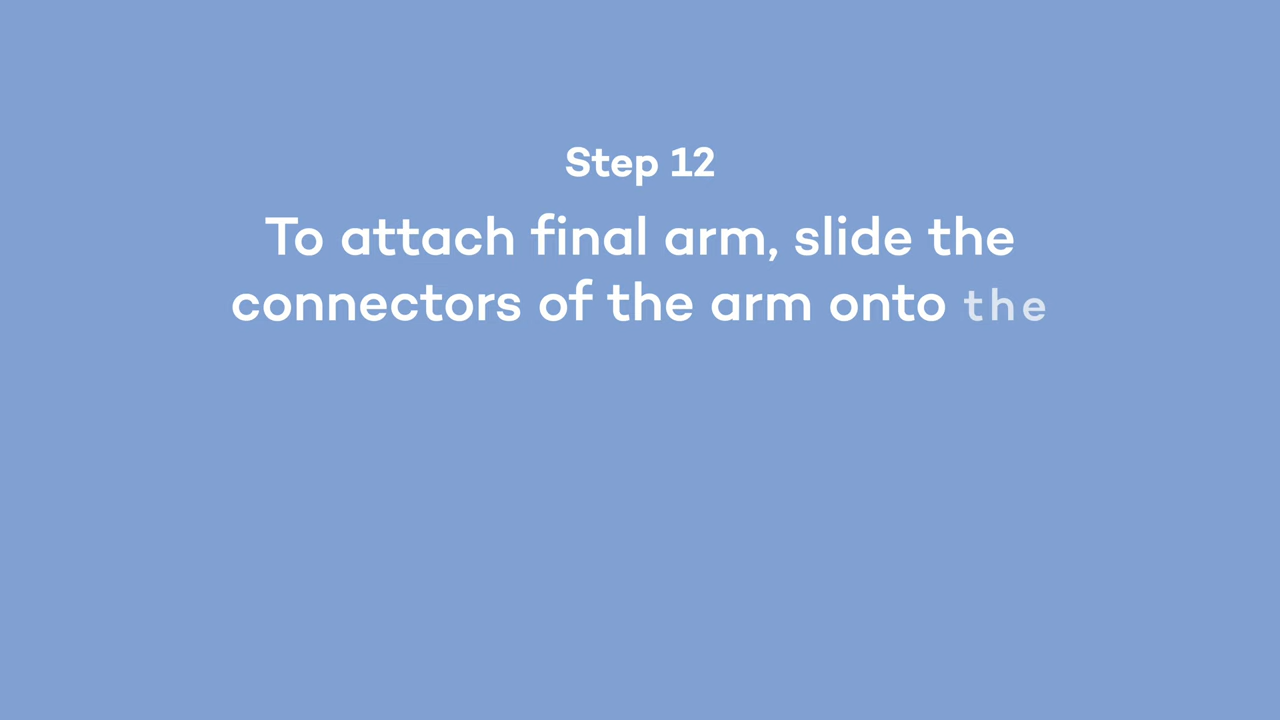 Step 12
To attach final arm, slide the
connectors of the arm onto the